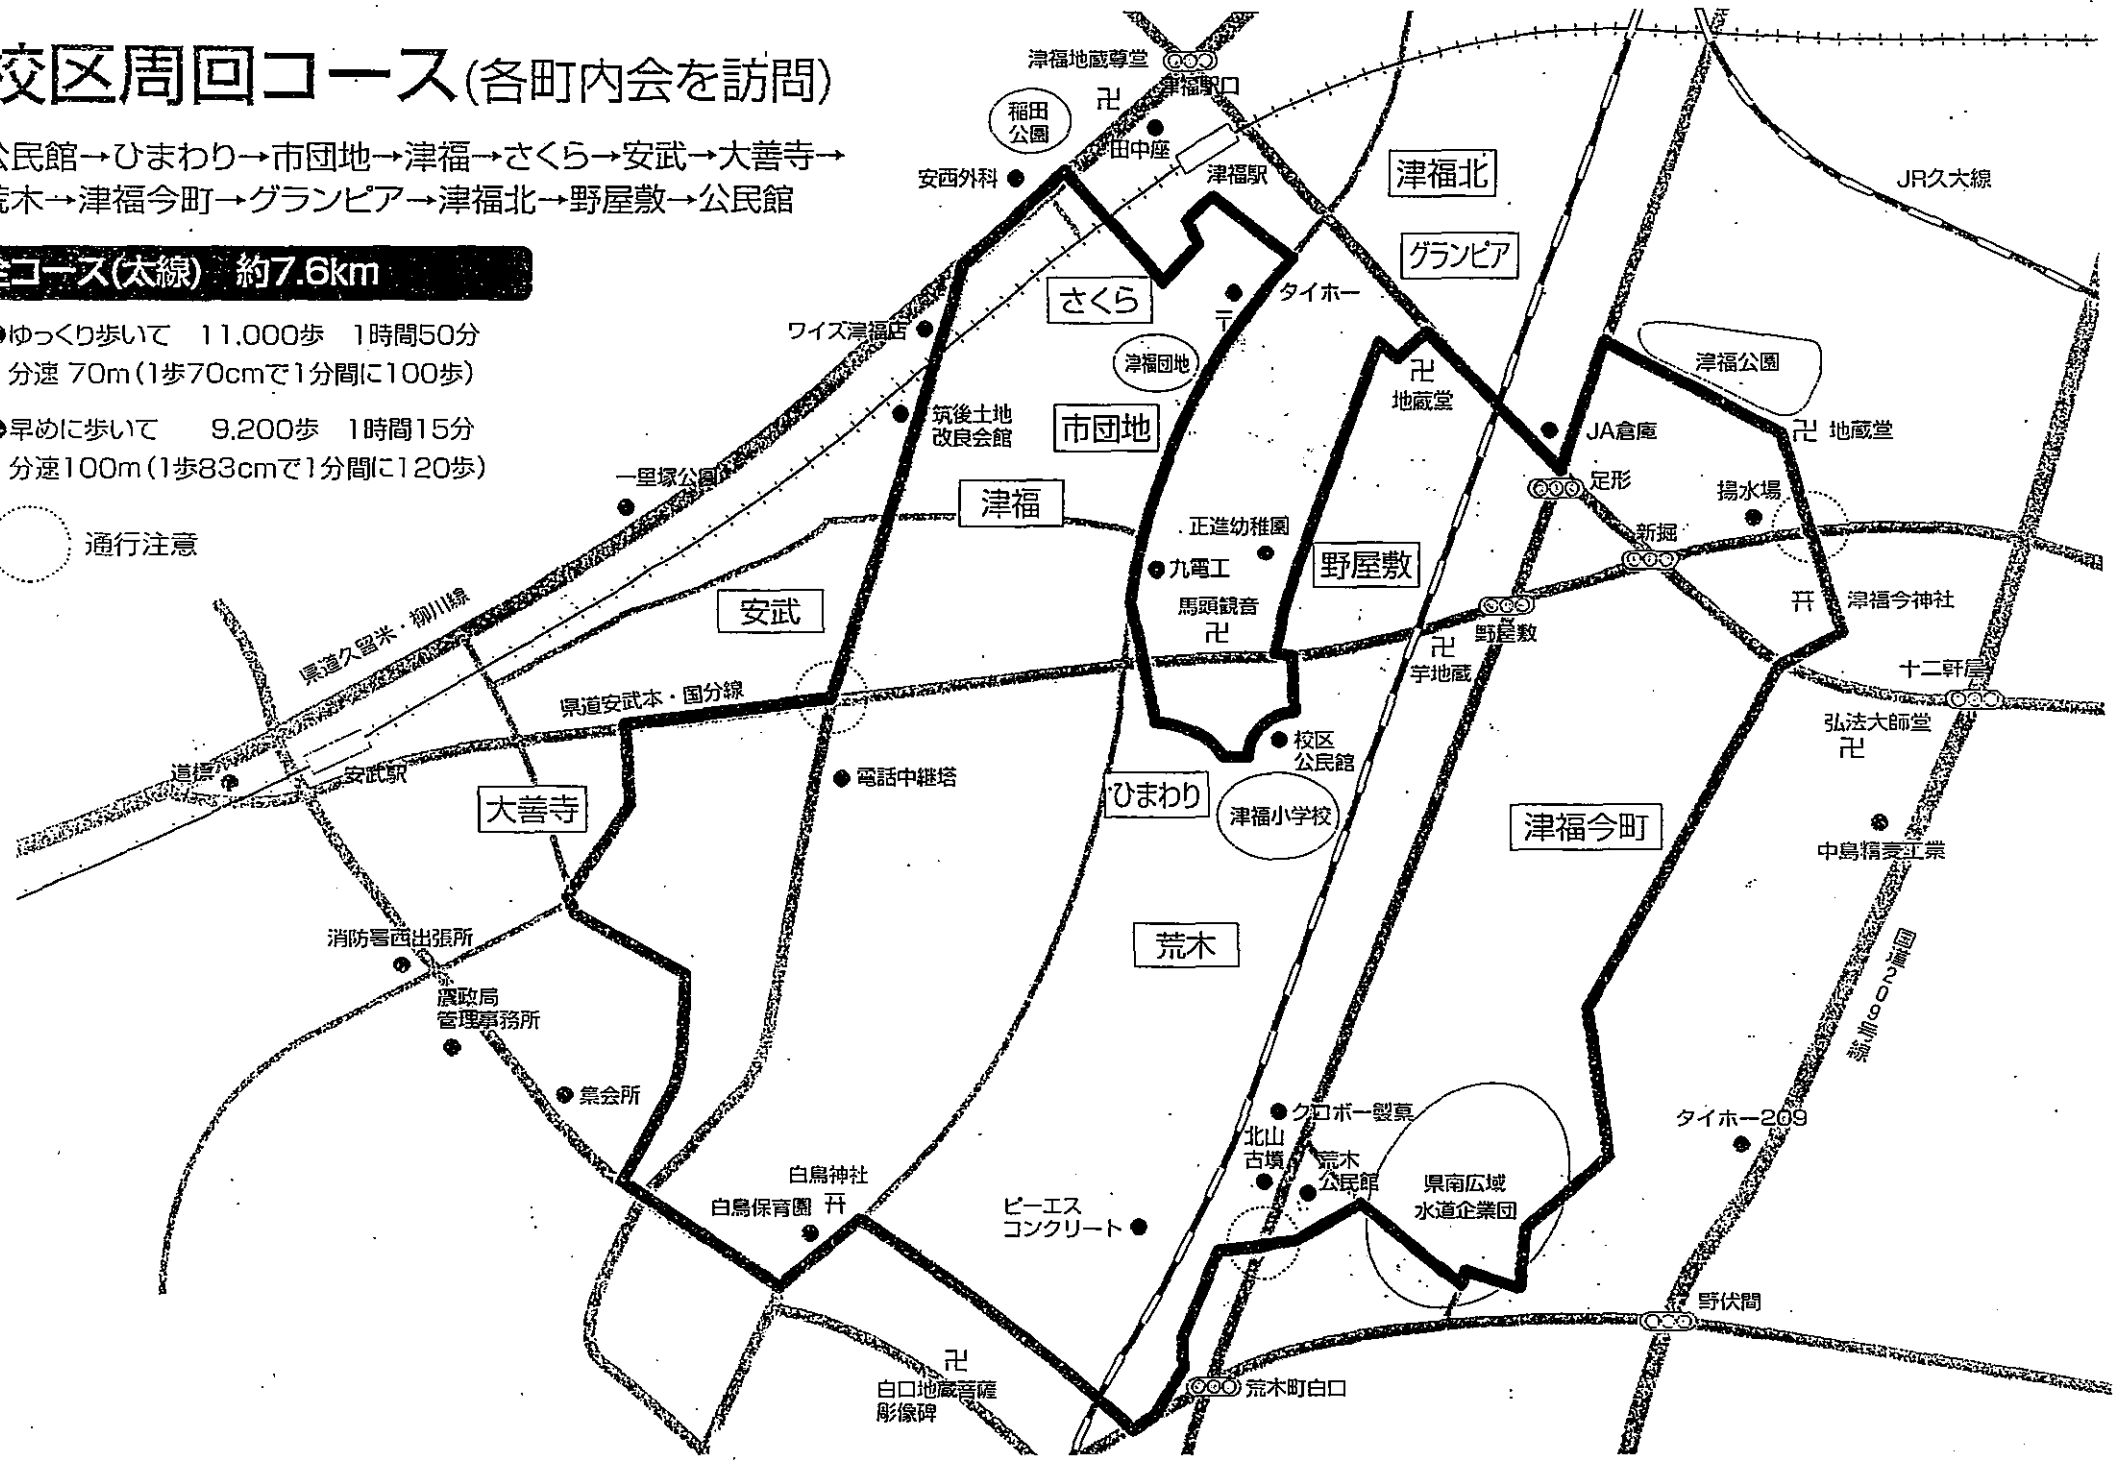 校区周回コース(各町内会を訪問)
公民館→ひまわり→市団地→津福→さくら→安武→大善寺→
荒木→津福今町→グランピア→津福北→野屋敷→公民館
全コース(太線) 約7.6km
●ゆっくり歩いて 11.000歩 1時間50分
分速 70m(1歩70cmで1分間に100歩)
●早めに歩いて 9.200歩 1時間15分
分速100m(1歩83cmで1分間に120歩)
通行注意
津福地蔵尊堂
津福駅口
稲田
公園
田中座
安西外科
津福駅
津福北
JR久大線
グランピア
さくら
タイホー
〒
ワイズ津福店
津福団地
津福公園
地蔵堂
筑後土地
改良会館
市団地
JA倉庫
地蔵堂
足形
揚水場
一里塚公園
津福
正進幼稚園
新掘
九電工
野屋敷
安武
馬頭観音
津福今神社
野屋敷
芋地蔵
県道久留米・柳川線
県道安武本・国分線
十二軒屋
弘法大師堂
道標
安武駅
電話中継塔
校区
公民館
大善寺
ひまわり
津福小学校
津福今町
中島精麦工業
消防署西出張所
荒木
国道209号線
農政局
管理事務所
集会所
クロボー製菓
タイホー209
北山
古墳
荒木
公民館
白鳥神社
白鳥保育園
県南広域
水道企業団
ピーエス
コンクリート
野伏間
白口地蔵菩薩
彫像碑
荒木町白口